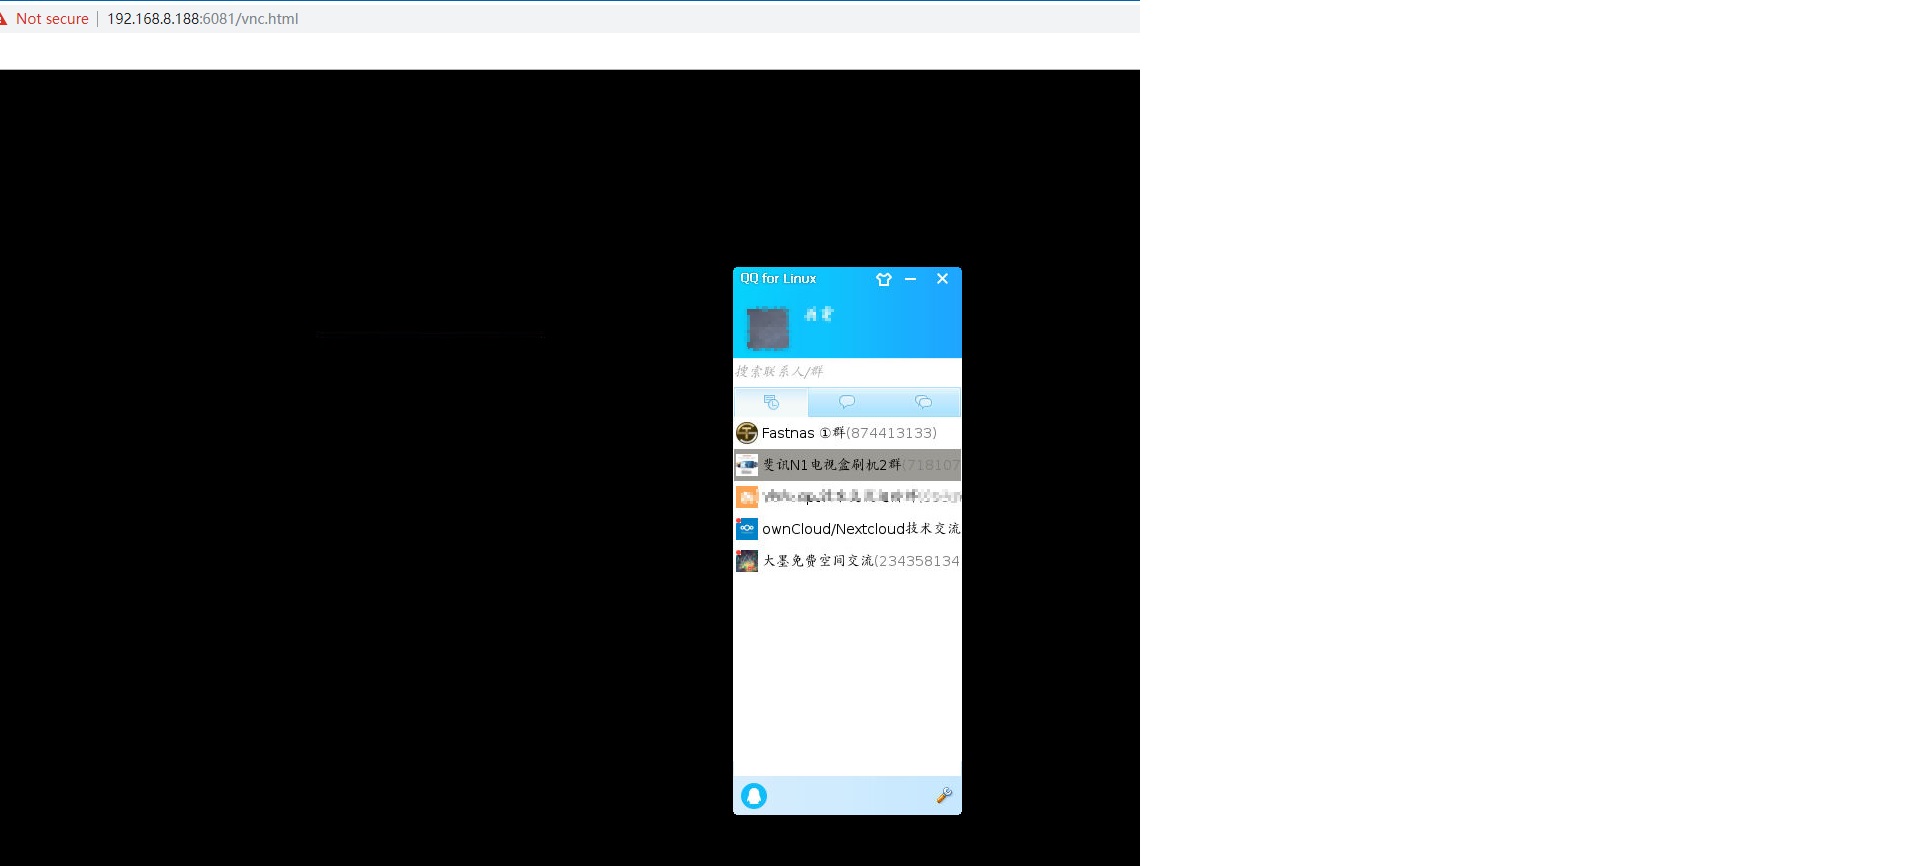 Not secure
192.168.8.188:6081/vnc.html
QQ for Linux
搜索联系人/群
Fastnas ①群(874413133)
斐讯N1电视盒刷机2群(718107
ownCloud/Nextcloud技术交流
大墨免费空间交流(234358134